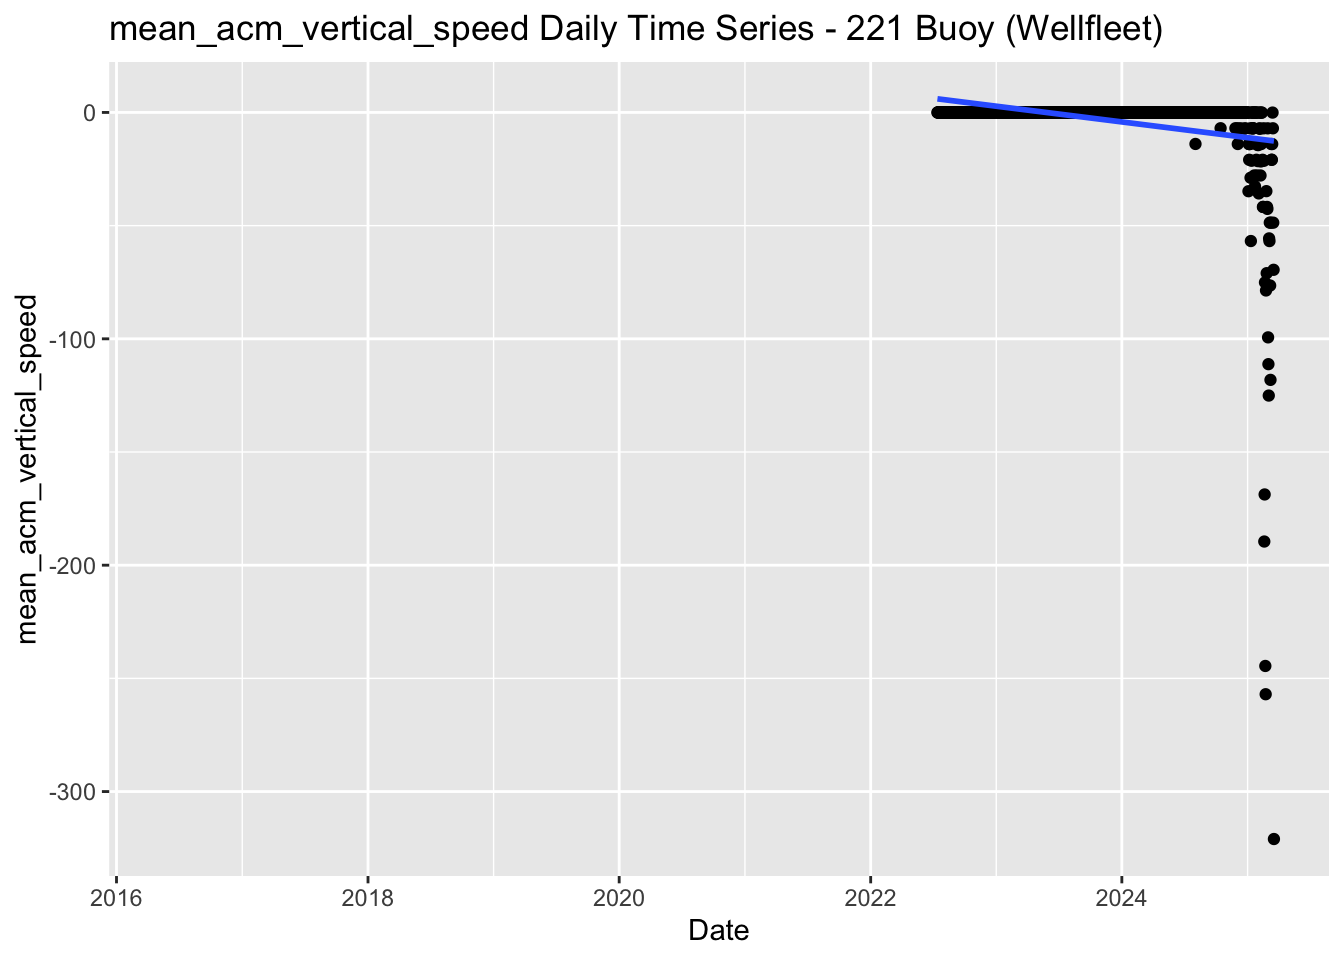 mean_acm_vertical_speed Daily Time Series - 221 Buoy (Wellfleet)
mean_acm_vertical_speed
0
-100
-200
-300
2016 2018 2020 2022 2024
Date